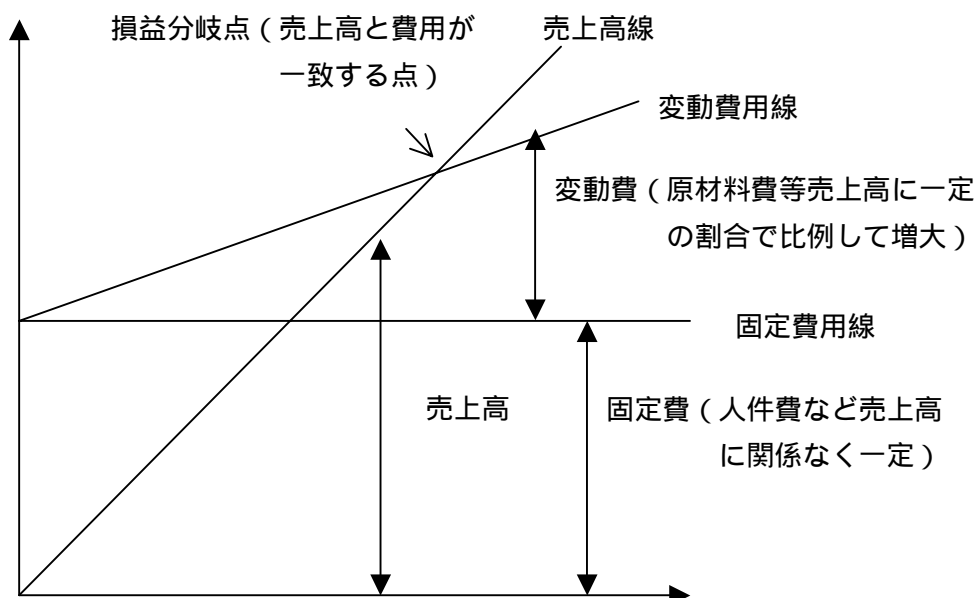 損益分岐点（売上高と費用が
一致する点）
売上高線
変動費用線
変動費（原材料費等売上高に一定
の割合で比例して増大）
固定費用線
売上高
固定費（人件費など売上高
に関係なく一定）